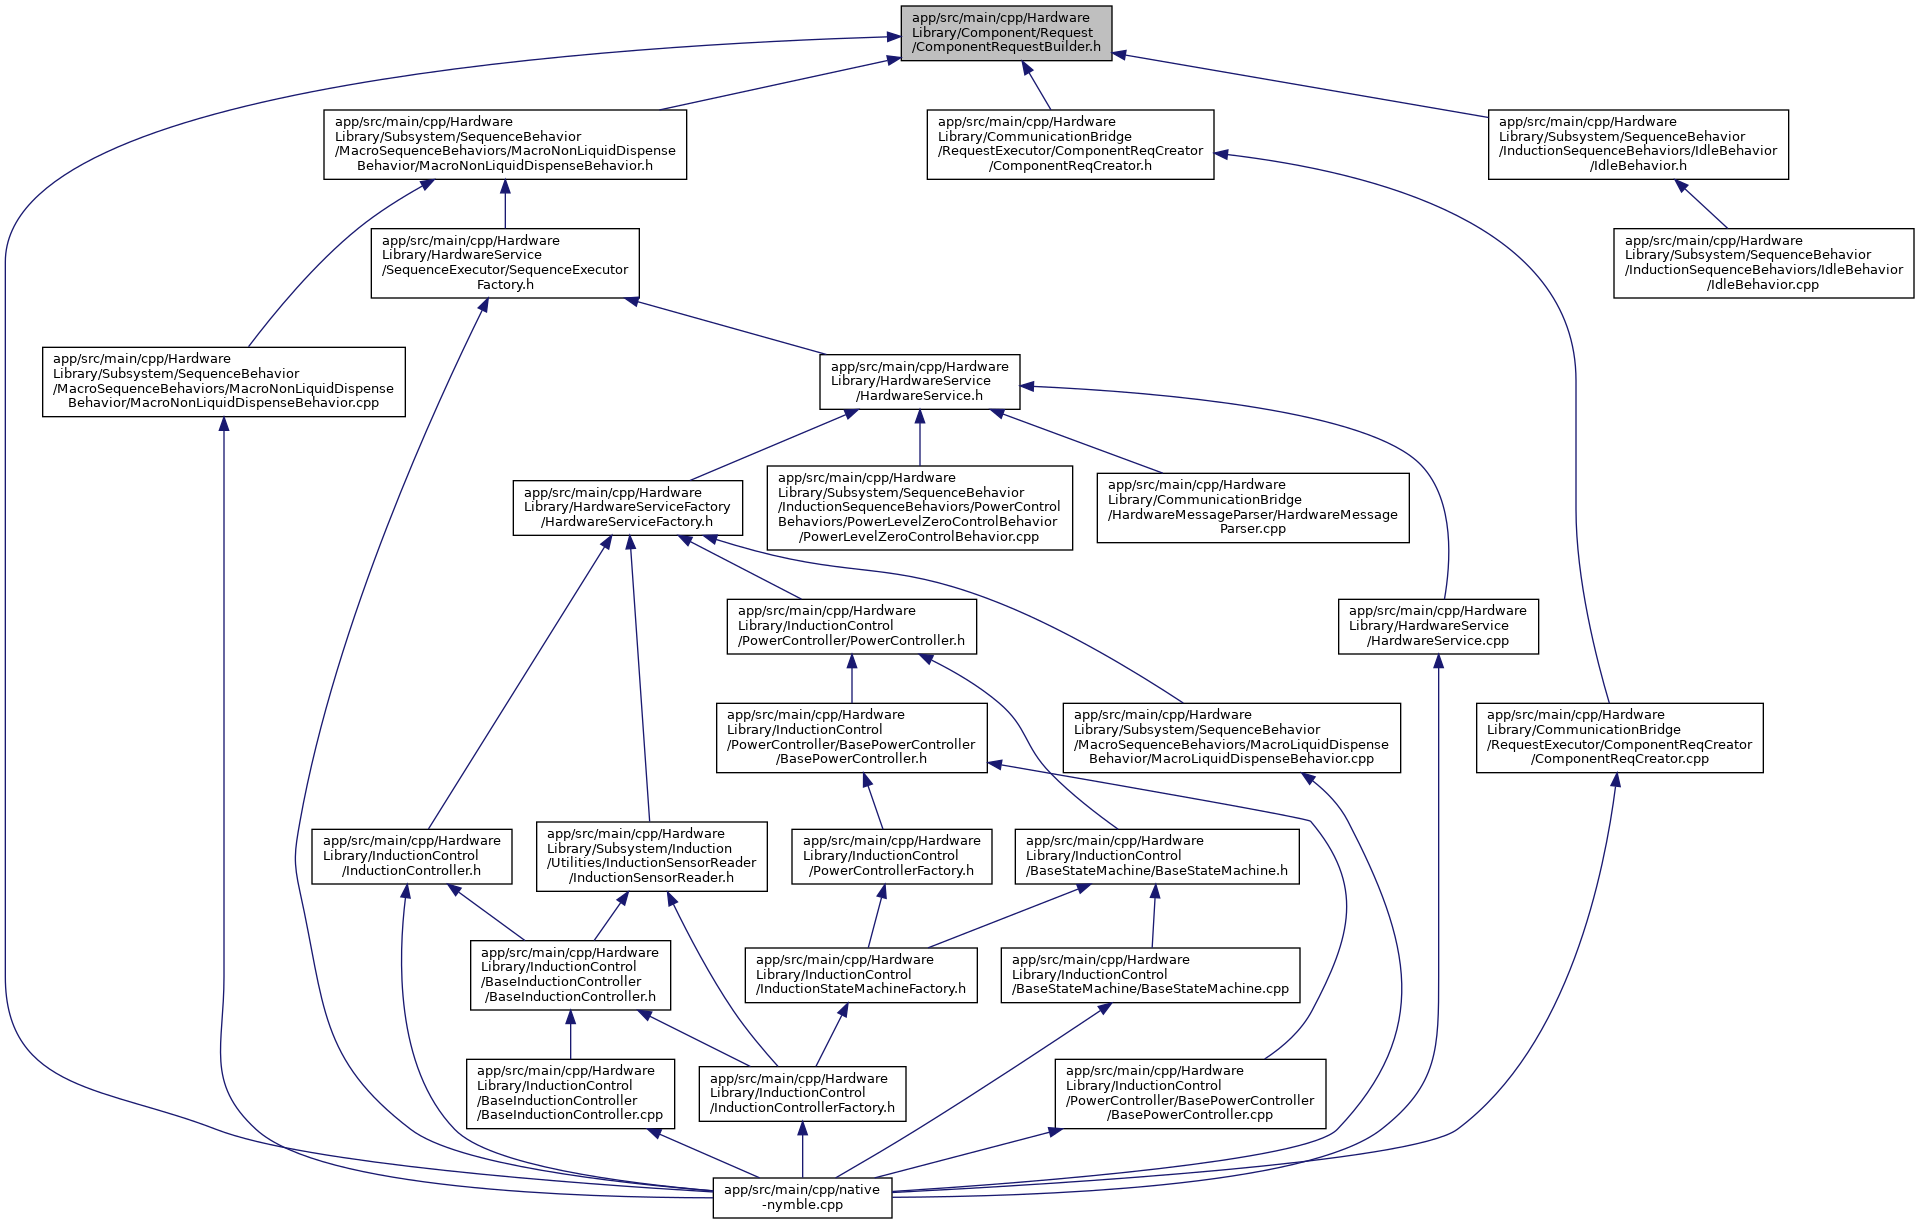 app/src/main/cpp/Hardware
Library/Component/Request
/ComponentRequestBuilder.h
app/src/main/cpp/Hardware
Library/Subsystem/SequenceBehavior
/MacroSequenceBehaviors/MacroNonLiquidDispense
Behavior/MacroNonLiquidDispenseBehavior.h
app/src/main/cpp/Hardware
Library/CommunicationBridge
/RequestExecutor/ComponentReqCreator
/ComponentReqCreator.h
app/src/main/cpp/Hardware
Library/Subsystem/SequenceBehavior
/InductionSequenceBehaviors/IdleBehavior
/IdleBehavior.h
app/src/main/cpp/Hardware
Library/HardwareService
/SequenceExecutor/SequenceExecutor
Factory.h
app/src/main/cpp/Hardware
Library/Subsystem/SequenceBehavior
/InductionSequenceBehaviors/IdleBehavior
/IdleBehavior.cpp
app/src/main/cpp/Hardware
Library/Subsystem/SequenceBehavior
/MacroSequenceBehaviors/MacroNonLiquidDispense
Behavior/MacroNonLiquidDispenseBehavior.cpp
app/src/main/cpp/Hardware
Library/HardwareService
/HardwareService.h
app/src/main/cpp/Hardware
Library/HardwareServiceFactory
/HardwareServiceFactory.h
app/src/main/cpp/Hardware
Library/Subsystem/SequenceBehavior
/InductionSequenceBehaviors/PowerControl
Behaviors/PowerLevelZeroControlBehavior
/PowerLevelZeroControlBehavior.cpp
app/src/main/cpp/Hardware
Library/CommunicationBridge
/HardwareMessageParser/HardwareMessage
Parser.cpp
app/src/main/cpp/Hardware
Library/InductionControl
/PowerController/PowerController.h
app/src/main/cpp/Hardware
Library/HardwareService
/HardwareService.cpp
app/src/main/cpp/Hardware
Library/InductionControl
/PowerController/BasePowerController
/BasePowerController.h
app/src/main/cpp/Hardware
Library/Subsystem/SequenceBehavior
/MacroSequenceBehaviors/MacroLiquidDispense
Behavior/MacroLiquidDispenseBehavior.cpp
app/src/main/cpp/Hardware
Library/CommunicationBridge
/RequestExecutor/ComponentReqCreator
/ComponentReqCreator.cpp
app/src/main/cpp/Hardware
Library/InductionControl
/InductionController.h
app/src/main/cpp/Hardware
Library/Subsystem/Induction
/Utilities/InductionSensorReader
/InductionSensorReader.h
app/src/main/cpp/Hardware
Library/InductionControl
/PowerControllerFactory.h
app/src/main/cpp/Hardware
Library/InductionControl
/BaseStateMachine/BaseStateMachine.h
app/src/main/cpp/Hardware
Library/InductionControl
/BaseInductionController
/BaseInductionController.h
app/src/main/cpp/Hardware
Library/InductionControl
/InductionStateMachineFactory.h
app/src/main/cpp/Hardware
Library/InductionControl
/BaseStateMachine/BaseStateMachine.cpp
app/src/main/cpp/Hardware
Library/InductionControl
/BaseInductionController
/BaseInductionController.cpp
app/src/main/cpp/Hardware
Library/InductionControl
/InductionControllerFactory.h
app/src/main/cpp/Hardware
Library/InductionControl
/PowerController/BasePowerController
/BasePowerController.cpp
app/src/main/cpp/native
-nymble.cpp